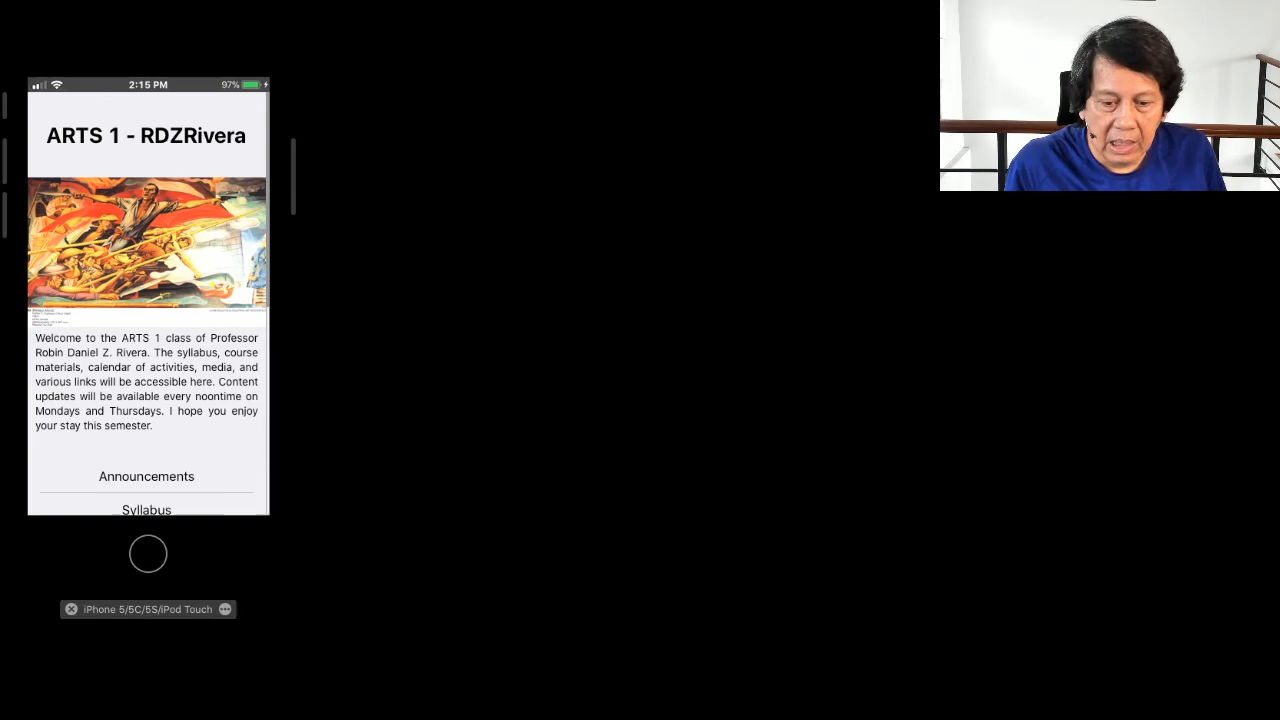 2:15 PM
97%
ARTS 1 - RDZRivera
Welcome to the ARTS 1 class of Professor
Robin Daniel Z. Rivera. The syllabus, course
materials, calendar of activities, media, and
various links will be accessible here. Content
updates will be available every noontime on
Mondays and Thursdays. I hope you enjoy
your stay this semester.
Announcements
Syllabus
iPhone 5/5C/5S/iPod Touch